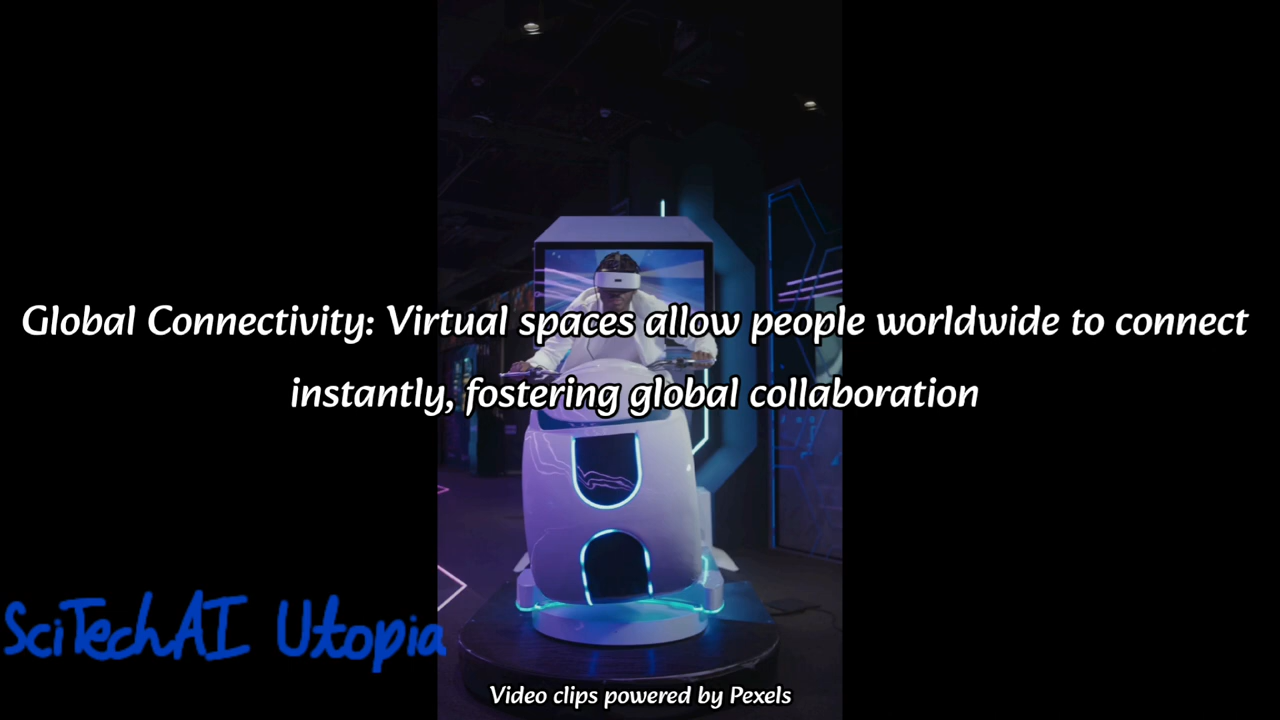 Global Connectivity: Virtual spaces allow people worldwide to connect
instantly, fostering global collaboration
SciTechAI Utopia
Video clips powered by Pexels